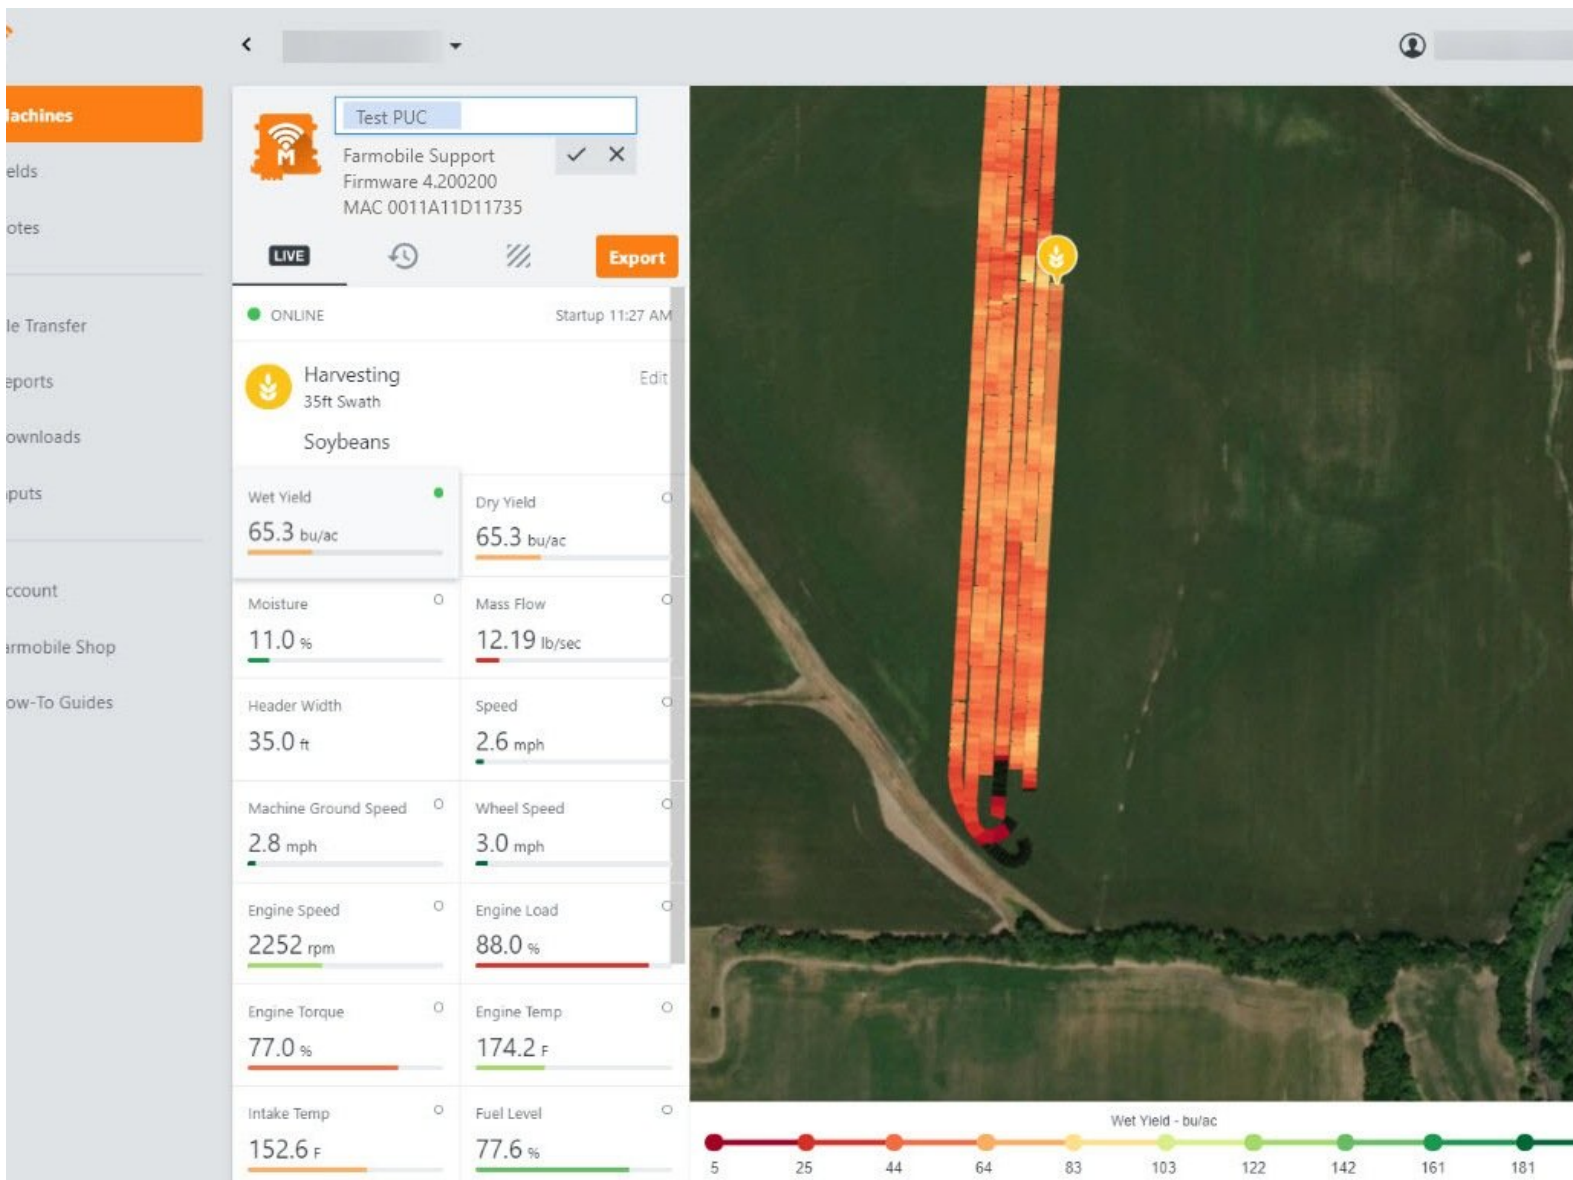 Test PUC
achines
Farmobile Support
Firmware 4.200200
MAC 0011A11D11735
M
elds
otes
LIVE
Export
ONLINE
Startup 11:27 AM
le Transfer
eports
ownloads
puts
Harvesting
Edit
35ft Swath
Soybeans
Wet Yield
65.3 bu/ac
Dry Yield
65.3 bu/ac
ccount
armobile Shop
ow-To Guides
Moisture
11.0 %
Mass Flow
12.19 lb/sec
Header Width
35.0 ft
Speed
2.6 mph
Machine Ground Speed
2.8 mph
Wheel Speed
3.0 mph
Engine Speed
2252 rpm
Engine Load
88.0 %
Engine Torque
77.0 %
Engine Temp
174.2 F
Intake Temp
152.6 F
Fuel Level
77.6 %
Wet Yield - bu/ac
5 25 44 64 83 103 122 142 161 181